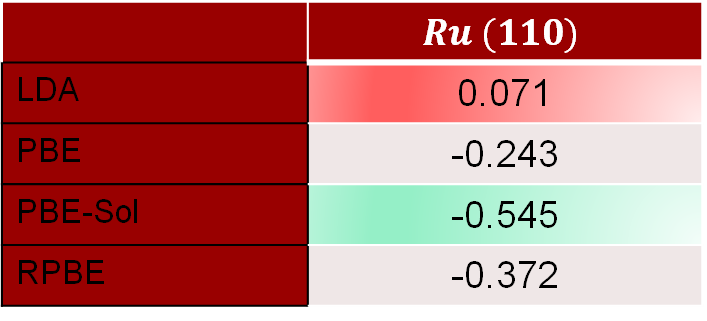 Ru (110)
LDA 0.071
PBE -0.243
PBE-Sol -0.545
RPBE -0.372